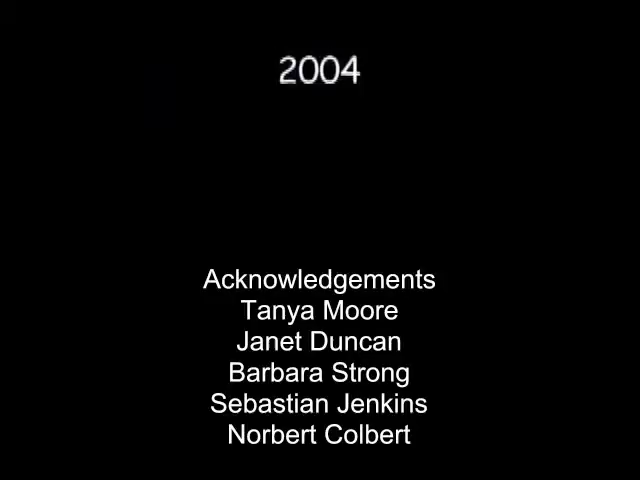 2004
Acknowledgements
Tanya Moore
Janet Duncan
Barbara Strong
Sebastian Jenkins
Norbert Colbert